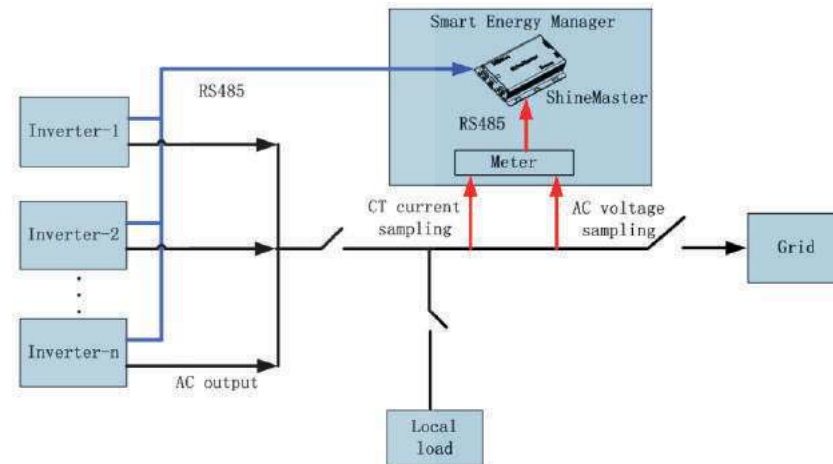 Smart Energy Manager
ShineMaster
RS485
RS485
Meter
Inverter-1
CT current
sampling
AC voltage
sampling
Inverter-2
Grid
Inverter-n
AC output
Local
load